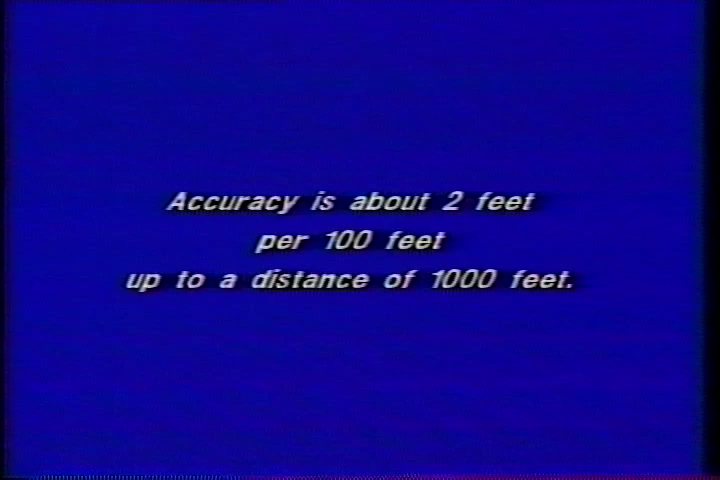 Accuracy is about 2 feet
per 100 feet
up to a distance of 1000 feet.